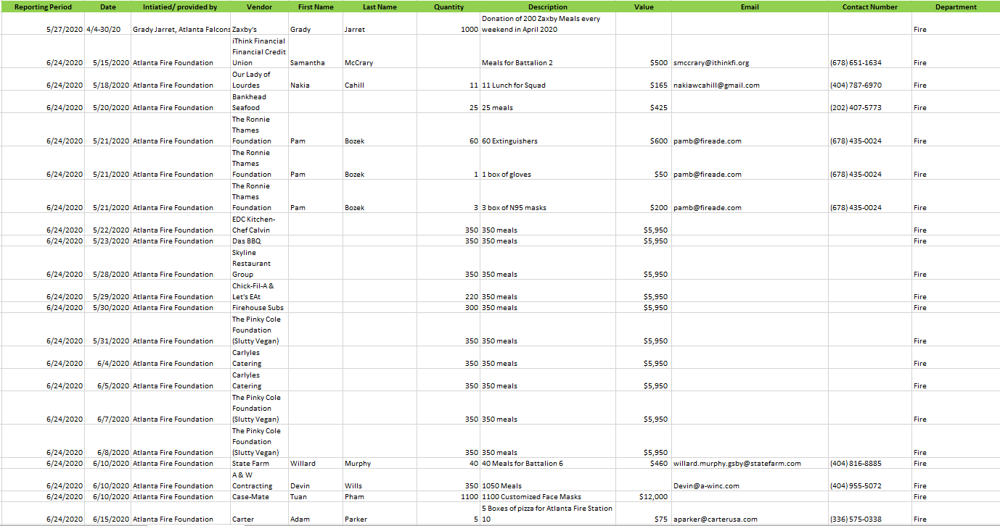 Reporting Period Date Intiatied/ provided by Vendor First Name Last Name Quantity Description Value Email Contact Number Department
Donation of 200 Zaxby Meals every
5/27/2020 4/4-30/20 Grady Jarret, Atlanta Falcons Zaxby's Grady Jarret 1000 weekend in April 2020 Fire
iThink Financial
Financial Credit
6/24/2020 5/15/2020 Atlanta Fire Foundation Union Samantha McCrary Meals for Battalion 2 $500 smccrary@ithinkfi.org (678) 651-1634 Fire
Our Lady of
6/24/2020 5/18/2020 Atlanta Fire Foundation Lourdes Nakia Cahill 11 11 Lunch for Squad $165 nakiawcahill@gmail.com (404) 787-6970 Fire
Bankhead
6/24/2020 5/20/2020 Atlanta Fire Foundation Seafood 25 25 meals $425 (202) 407-5773 Fire
The Ronnie
Thames
6/24/2020 5/21/2020 Atlanta Fire Foundation Foundation Pam Bozek 60 60 Extinguishers $600 pamb@fireade.com (678) 435-0024 Fire
The Ronnie
Thames
6/24/2020 5/21/2020 Atlanta Fire Foundation Foundation Pam Bozek 1 1 box of gloves $50 pamb@fireade.com (678) 435-0024 Fire
The Ronnie
Thames
6/24/2020 5/21/2020 Atlanta Fire Foundation Foundation Pam Bozek 3 3 box of N95 masks $200 pamb@fireade.com (678) 435-0024 Fire
EDC Kitchen-
6/24/2020 5/22/2020 Atlanta Fire Foundation Chef Calvin 350 350 meals $5,950 Fire
6/24/2020 5/23/2020 Atlanta Fire Foundation Das BBQ 350 350 meals $5,950 Fire
Skyline
Restaurant
6/24/2020 5/28/2020 Atlanta Fire Foundation Group 350 350 meals $5,950 Fire
Chick-Fil-A &
6/24/2020 5/29/2020 Atlanta Fire Foundation Let's EAt 220 350 meals $5,950 Fire
6/24/2020 5/30/2020 Atlanta Fire Foundation Firehouse Subs 300 350 meals $5,950 Fire
The Pinky Cole
Foundation
6/24/2020 5/31/2020 Atlanta Fire Foundation (Slutty Vegan) 350 350 meals $5,950 Fire
Carlyles
6/24/2020 6/4/2020 Atlanta Fire Foundation Catering 350 350 meals $5,950 Fire
Carlyles
6/24/2020 6/5/2020 Atlanta Fire Foundation Catering 350 350 meals $5,950 Fire
The Pinky Cole
Foundation
6/24/2020 6/7/2020 Atlanta Fire Foundation (Slutty Vegan) 350 350 meals $5,950 Fire
The Pinky Cole
Foundation
6/24/2020 6/8/2020 Atlanta Fire Foundation (Slutty Vegan) 350 350 meals $5,950 Fire
6/24/2020 6/10/2020 Atlanta Fire Foundation State Farm Willard Murphy 40 40 Meals for Battalion 6 $460 willard.murphy.gsby@statefarm.com (404) 816-8885 Fire
A & W
6/24/2020 6/10/2020 Atlanta Fire Foundation Contracting Devin Wills 350 1050 Meals Devin@a-winc.com (404) 955-5072 Fire
6/24/2020 6/10/2020 Atlanta Fire Foundation Case-Mate Tuan Pham 1100 1100 Customized Face Masks $12,000 Fire
5 Boxes of pizza for Atlanta Fire Station
6/24/2020 6/15/2020 Atlanta Fire Foundation Carter Adam Parker 5 10 $75 aparker@carterusa.com (336) 575-0338 Fire